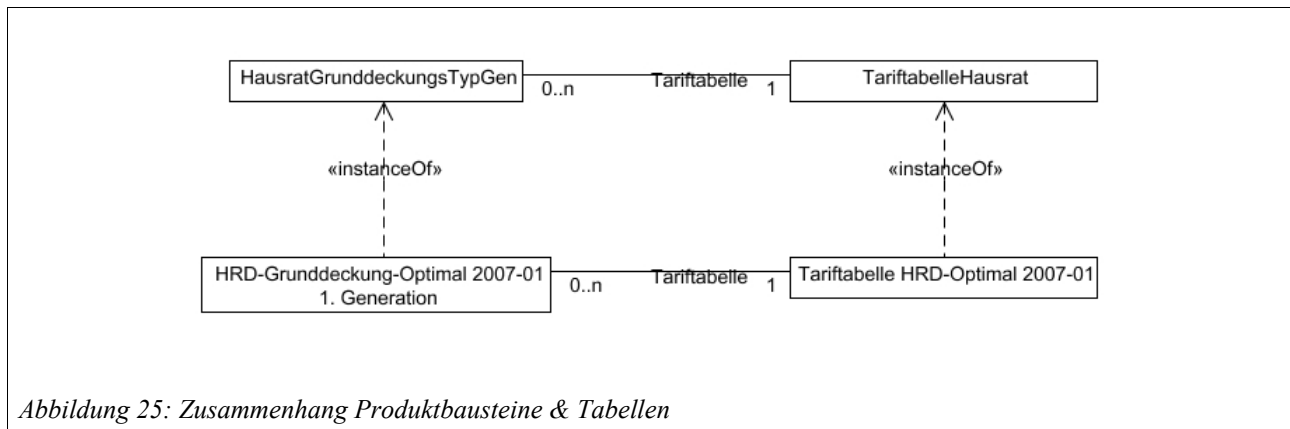 HausratGrunddeckungsTypGen
0..n
Tariftabelle
1
TariftabelleHausrat
«instanceOf»
«instanceOf»
HRD-Grunddeckung-Optimal 2007-01
1. Generation
0..n
Tariftabelle
1
Tariftabelle HRD-Optimal 2007-01
Abbildung 25: Zusammenhang Produktbausteine & Tabellen